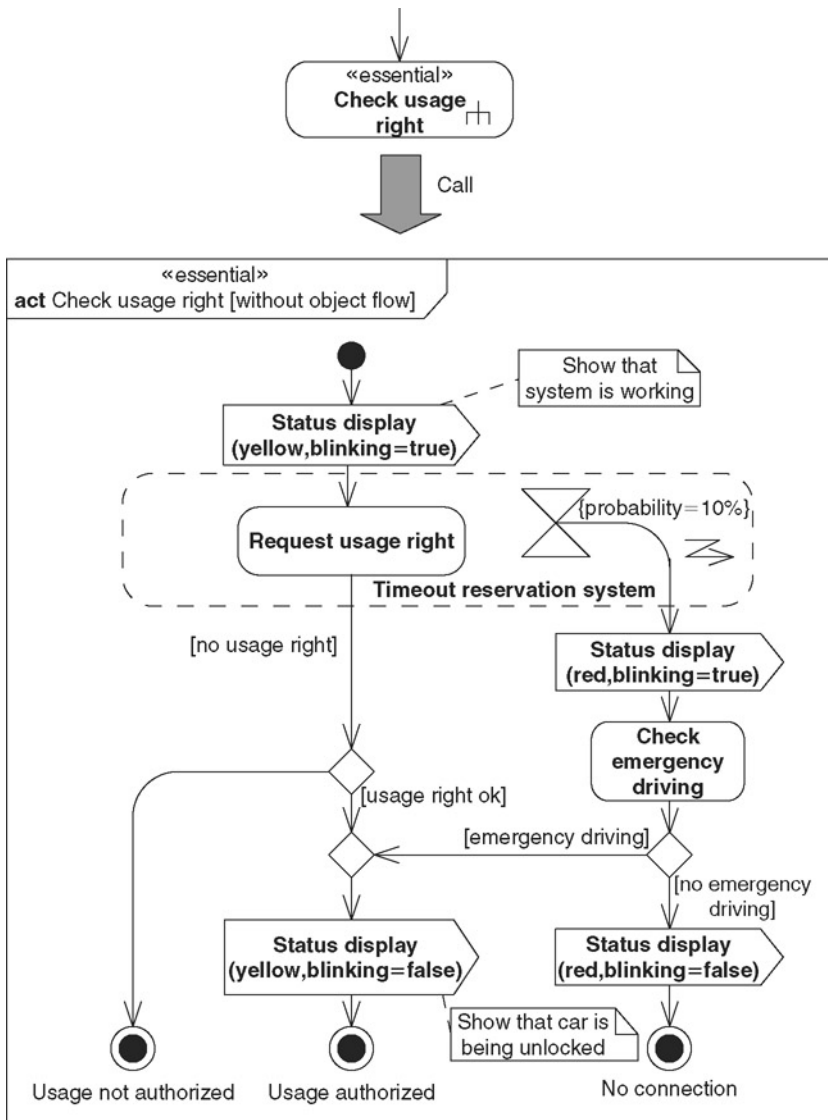 «essential»
Check usage
right
Call
«essential»
act Check usage right [without object flow]
Show that
system is working
Status display
(yellow,blinking=true)
{probability=10%}
Request usage right
Timeout reservation system
[no usage right]
Status display
(red,blinking=true)
Check
emergency
driving
[usage right ok]
[emergency driving]
[no emergency
driving]
Status display
(yellow,blinking=false)
Status display
(red,blinking=false)
Show that car is
being unlocked
Usage not authorized
Usage authorized
No connection